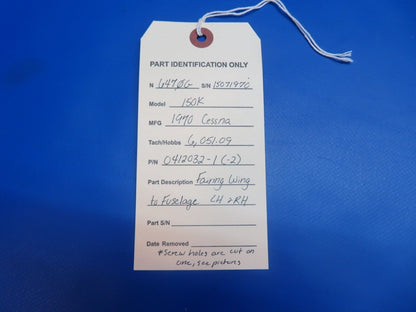 PART IDENTIFICATION ONLY
N 6470G S/N 15071970
Model 150K
MFG 1970 Cessna
Tach/Hobbs 6,051.09
P/N 0412032-1 (-2)
Part Description Fairing Wing
to Fuselage LH & RH
Part S/N
Date Removed
*Screw holes are cut on
one, see pictures